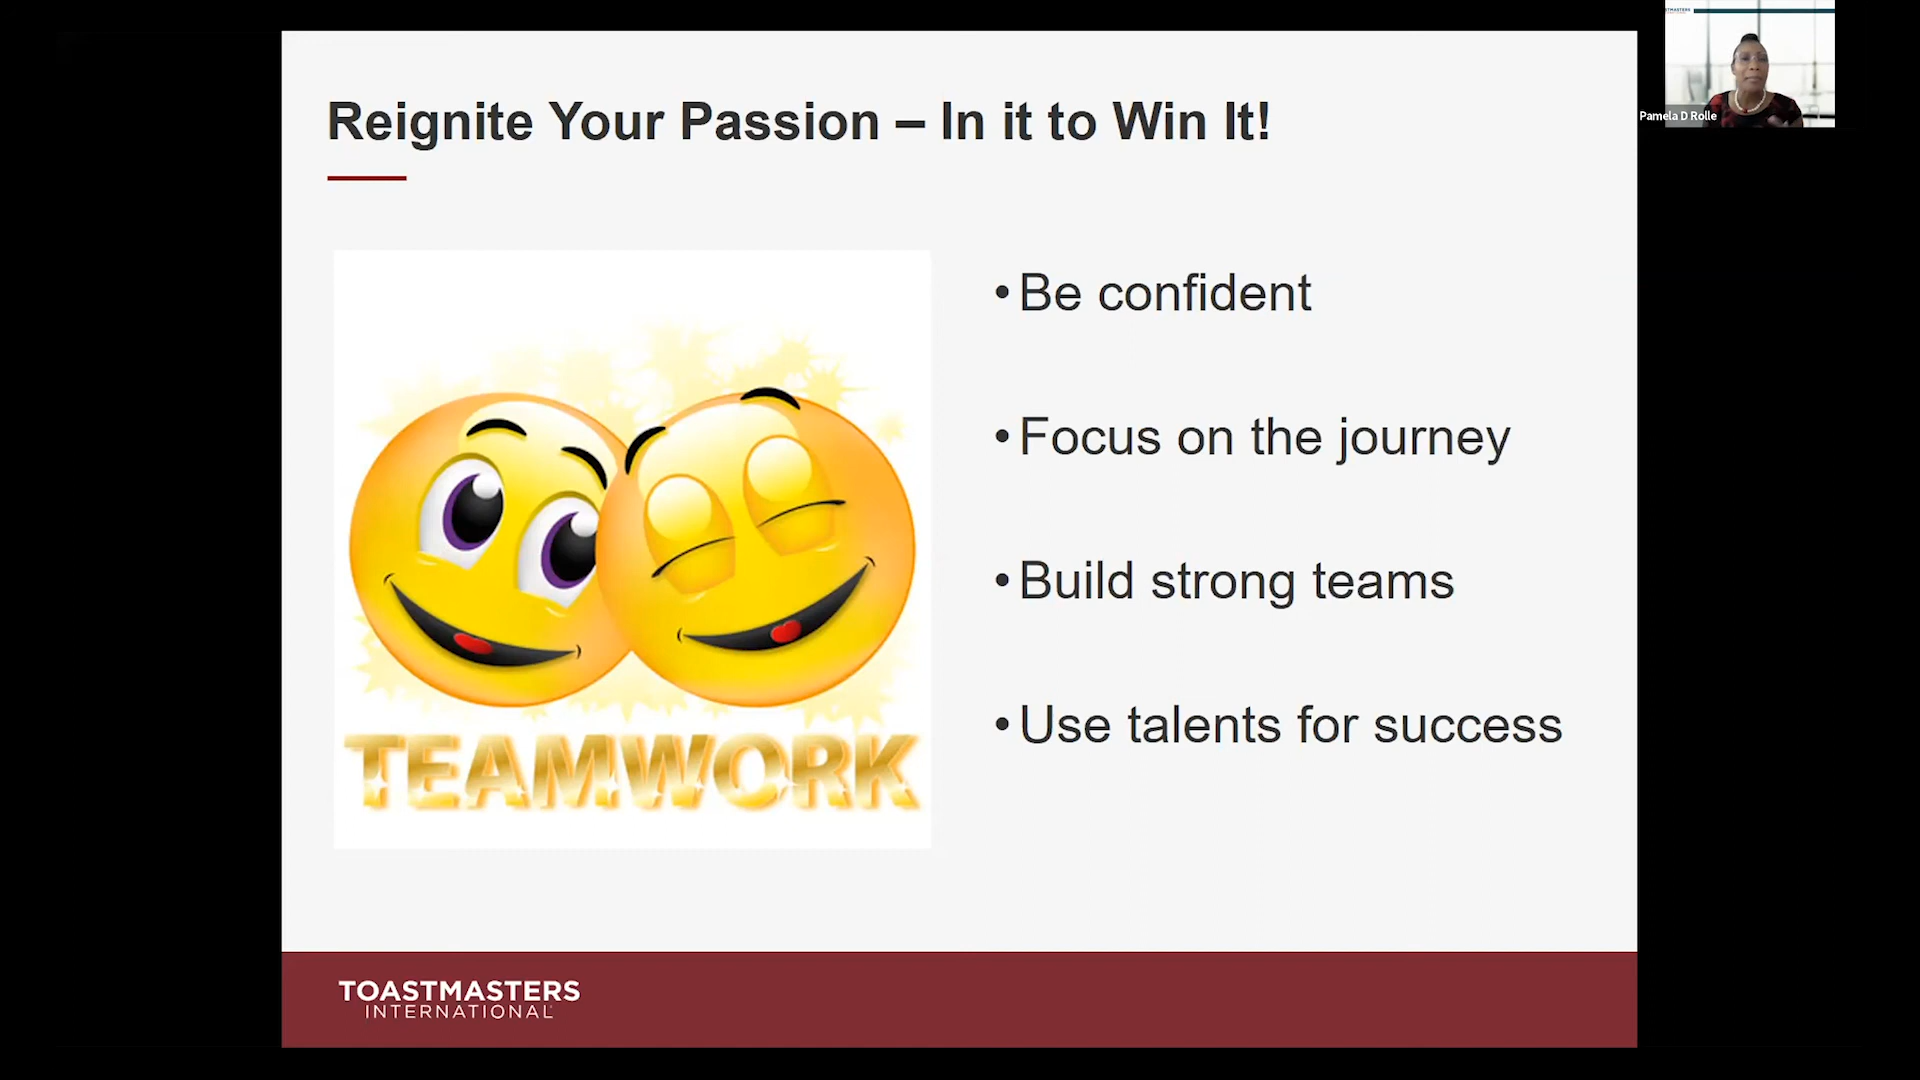 Reignite Your Passion – In it to Win It!
• Be confident
• Focus on the journey
• Build strong teams
• Use talents for success
TEAMWORK
TOASTMASTERS
INTERNATIONAL
Pamela D Rolle